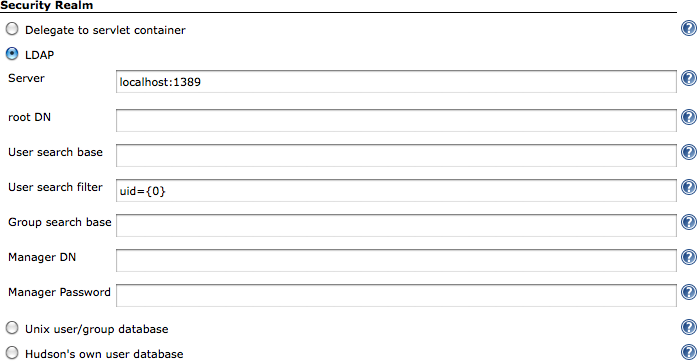 Security Realm
Delegate to servlet container
LDAP
Server localhost:1389
root DN
User search base
User search filter uid={0}
Group search base
Manager DN
Manager Password
Unix user/group database
Hudson's own user database